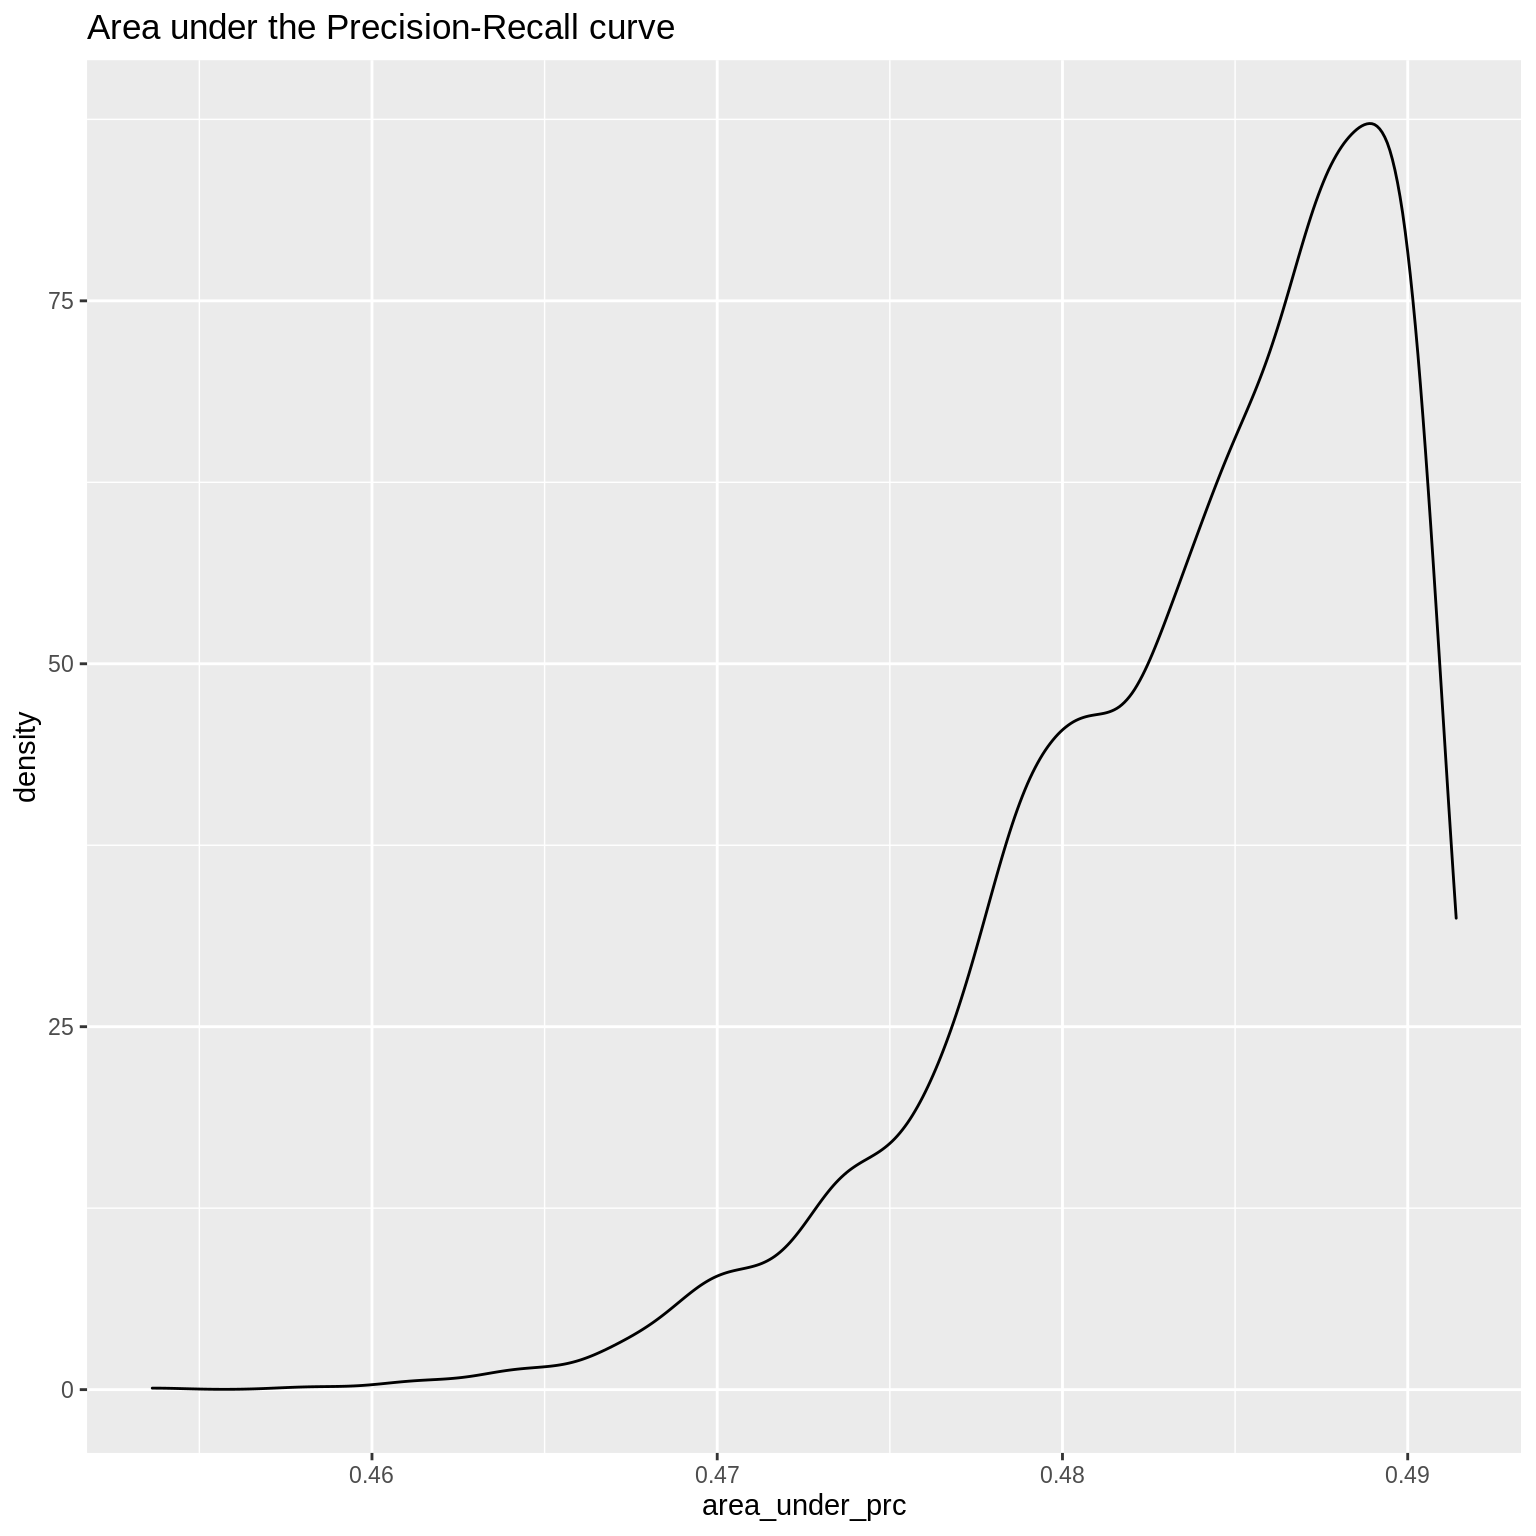 Area under the Precision-Recall curve
75
50
25
0
density
0.46
0.47
0.48
0.49
area_under_prc